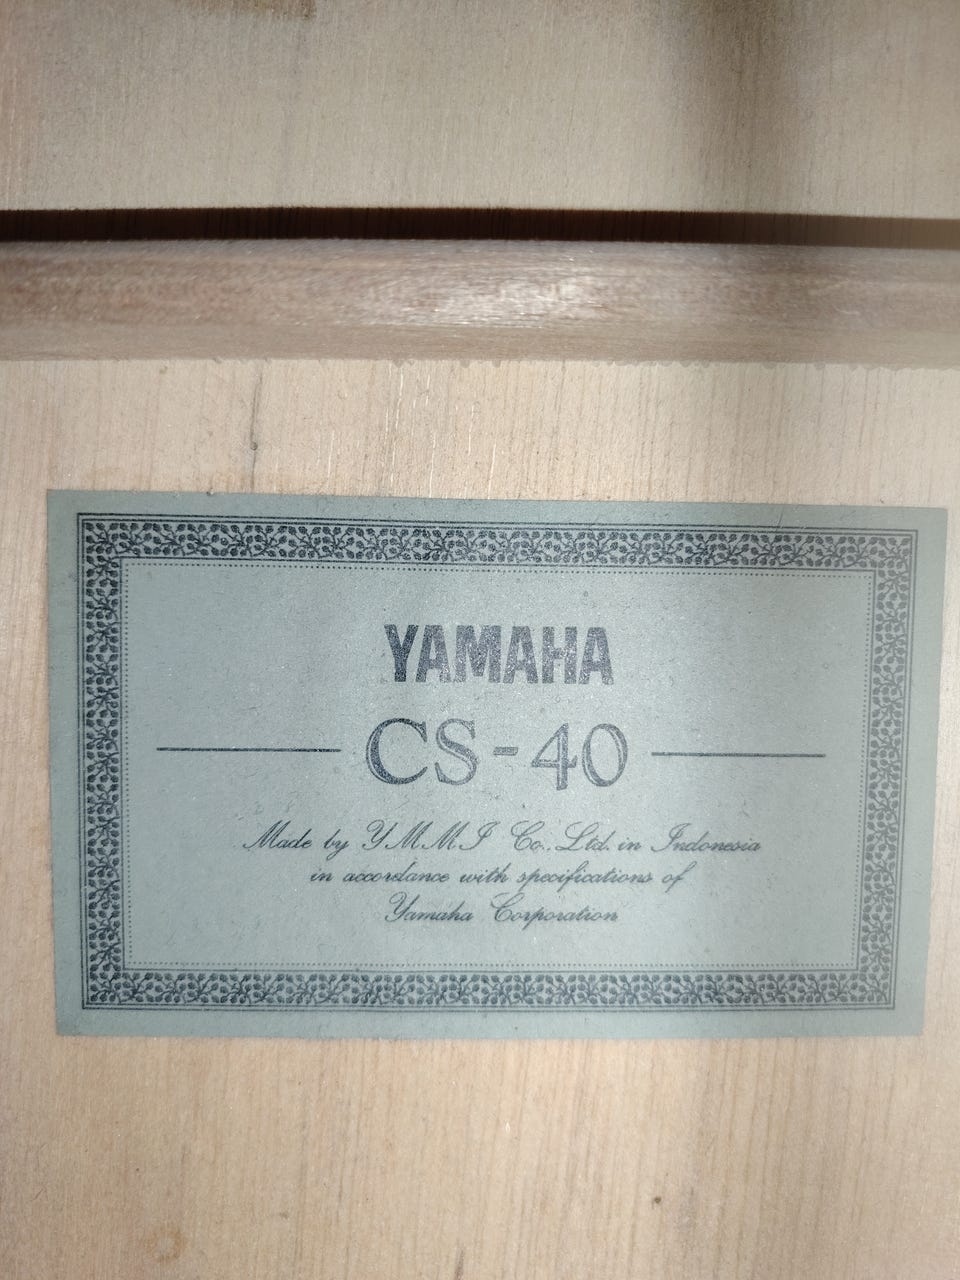 YAMAHA
CS-40
Made by YMMI Co., Ltd. in Indonesia
in accordance with specifications of
Yamaha Corporation